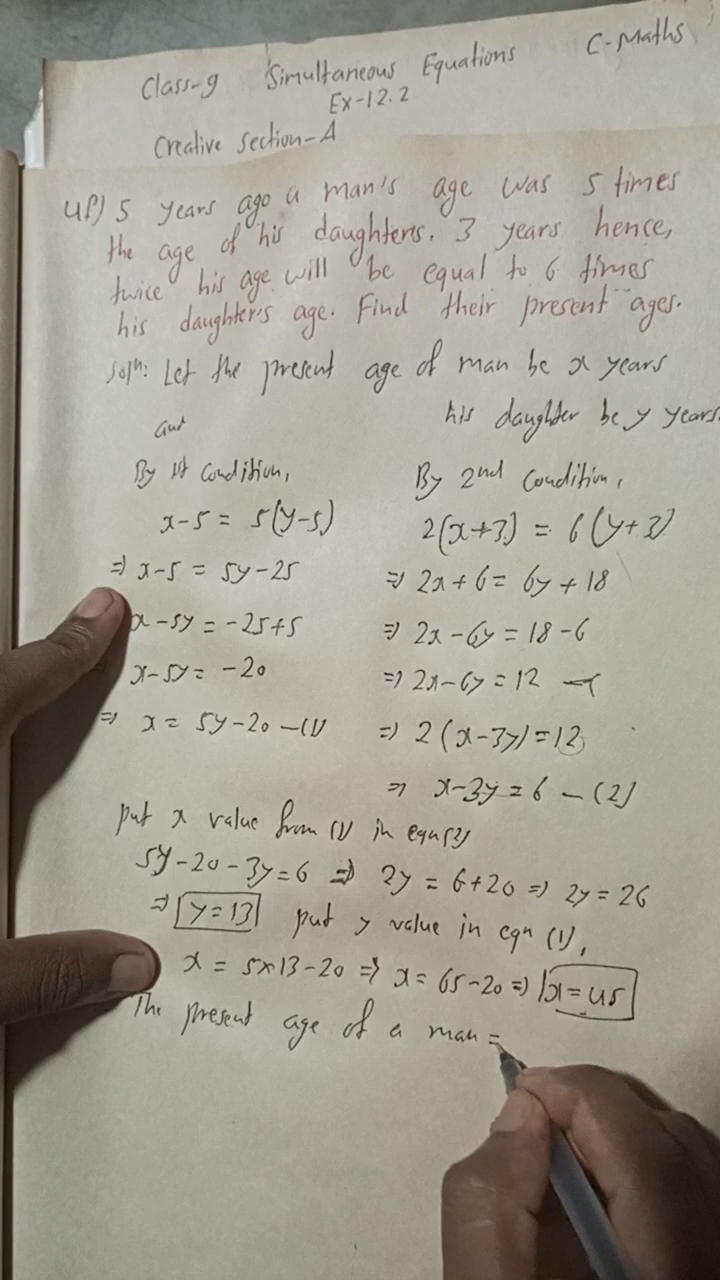 Class-9 Simultaneous Equations C-Maths
Ex-12.2
Creative Section-A
4f) 5 years ago a man's age was 5 times
the age of his daughters. 3 years hence,
twice his age will be equal to 6 times
his daughter's age. Find their present ages.
Solⁿ: Let the present age of man be x years
and his daughter be y years.
By 1st Condition, By 2nd Condition,
x-5 = 5(y-5) 2(x+3) = 6(y+3)
⇒ x-5 = 5y-25 ⇒ 2x+6 = 6y+18
x-5y = -25+5 ⇒ 2x-6y = 18-6
x-5y = -20 ⇒ 2x-6y = 12
⇒ x = 5y-20 -(1) ⇒ 2(x-3y)=12
⇒ x-3y = 6 -(2)
put x value from (1) in eqn (2)
5y-20-3y=6 ⇒ 2y = 6+20 ⇒ 2y = 26
⇒ y=13 put y value in eqn (1),
x = 5x13-20 ⇒ x = 65-20 ⇒ x=45
The present age of a man =